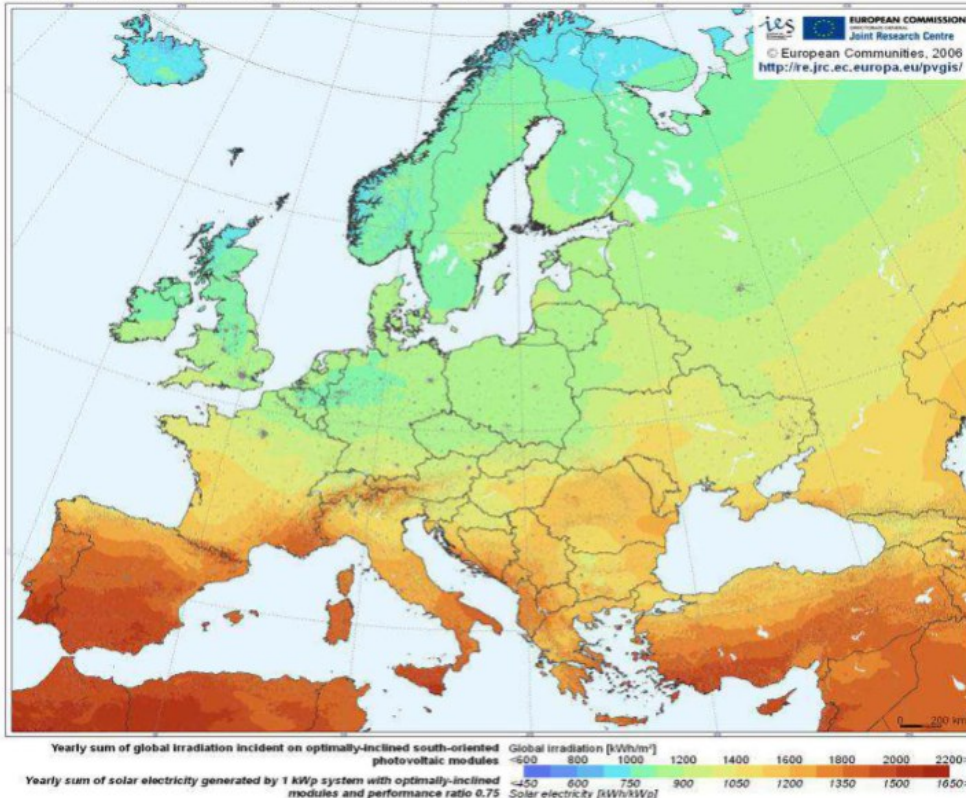 ies
EUROPEAN COMMISSION
DIRECTORATE-GENERAL
Joint Research Centre
© European Communities, 2006
http://re.jrc.ec.europa.eu/pvgis/
0 200 km
Yearly sum of global irradiation incident on optimally-inclined south-oriented
photovoltaic modules
Yearly sum of solar electricity generated by 1 kWp system with optimally-inclined
modules and performance ratio 0.75
Global irradiation [kWh/m²]
<600 800 1000 1200 1400 1600 1800 2000 2200>
<450 600 750 900 1050 1200 1350 1500 1650>
Solar electricity [kWh/kWp]